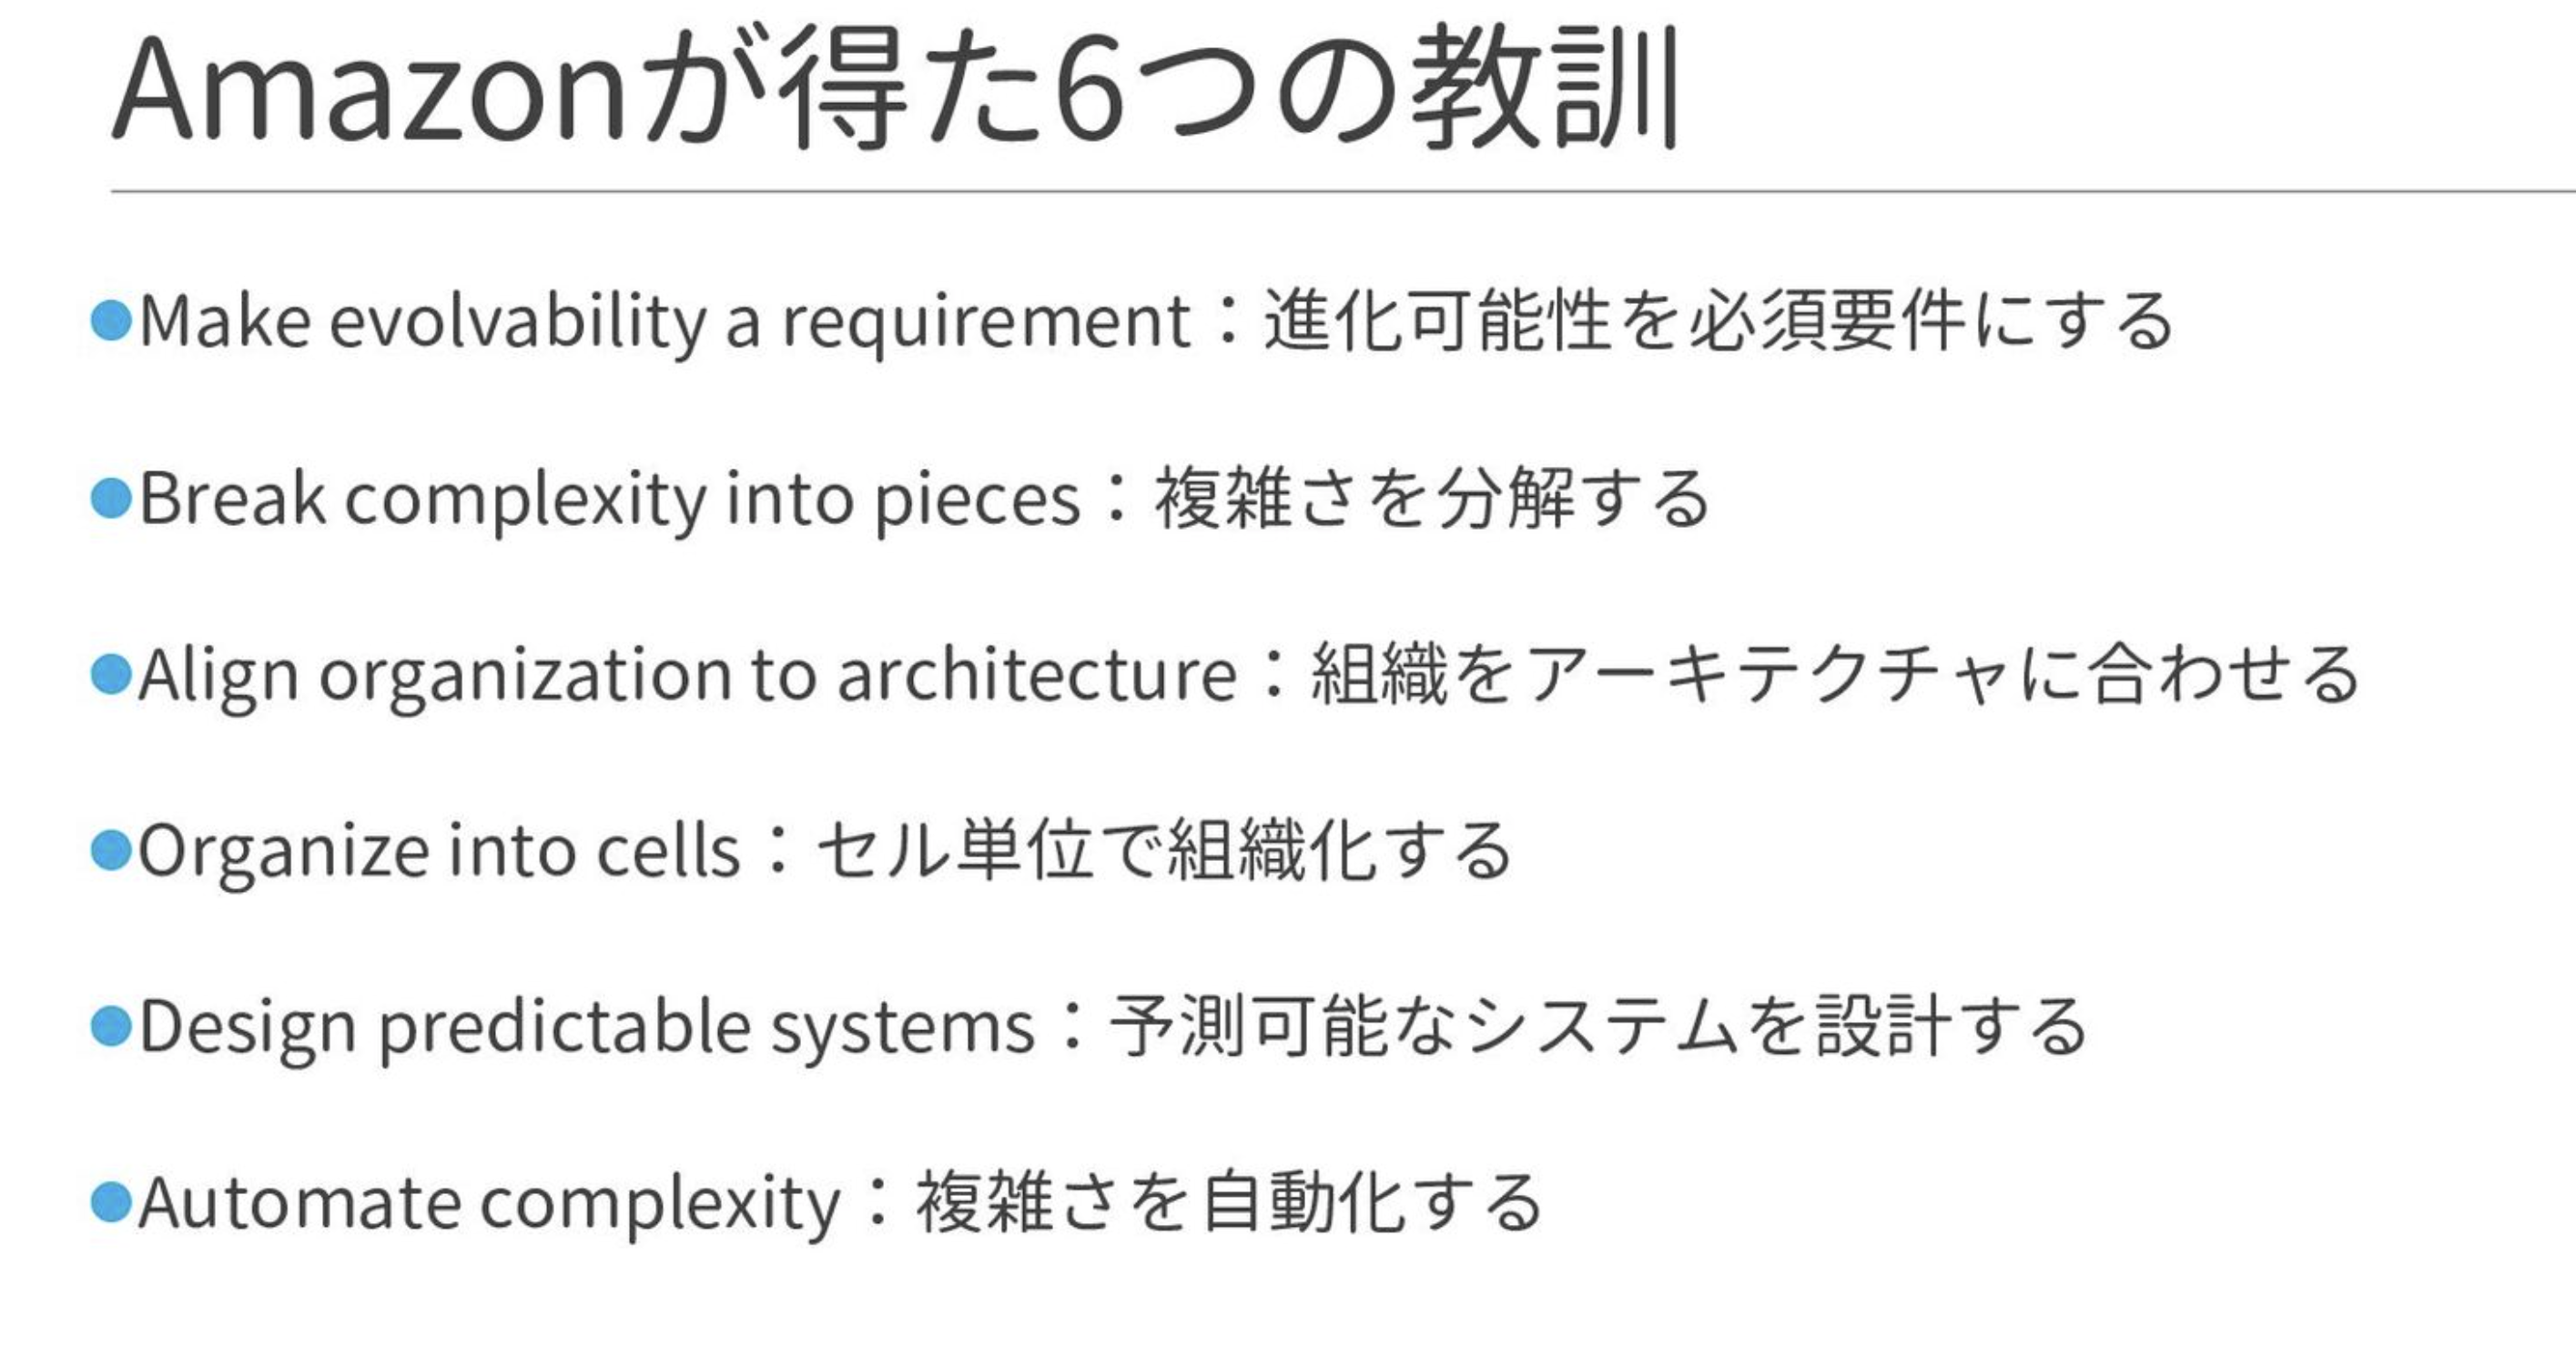 Amazonが得た6つの教訓
●Make evolvability a requirement：進化可能性を必須要件にする
●Break complexity into pieces：複雑さを分解する
●Align organization to architecture：組織をアーキテクチャに合わせる
●Organize into cells：セル単位で組織化する
●Design predictable systems：予測可能なシステムを設計する
●Automate complexity：複雑さを自動化する